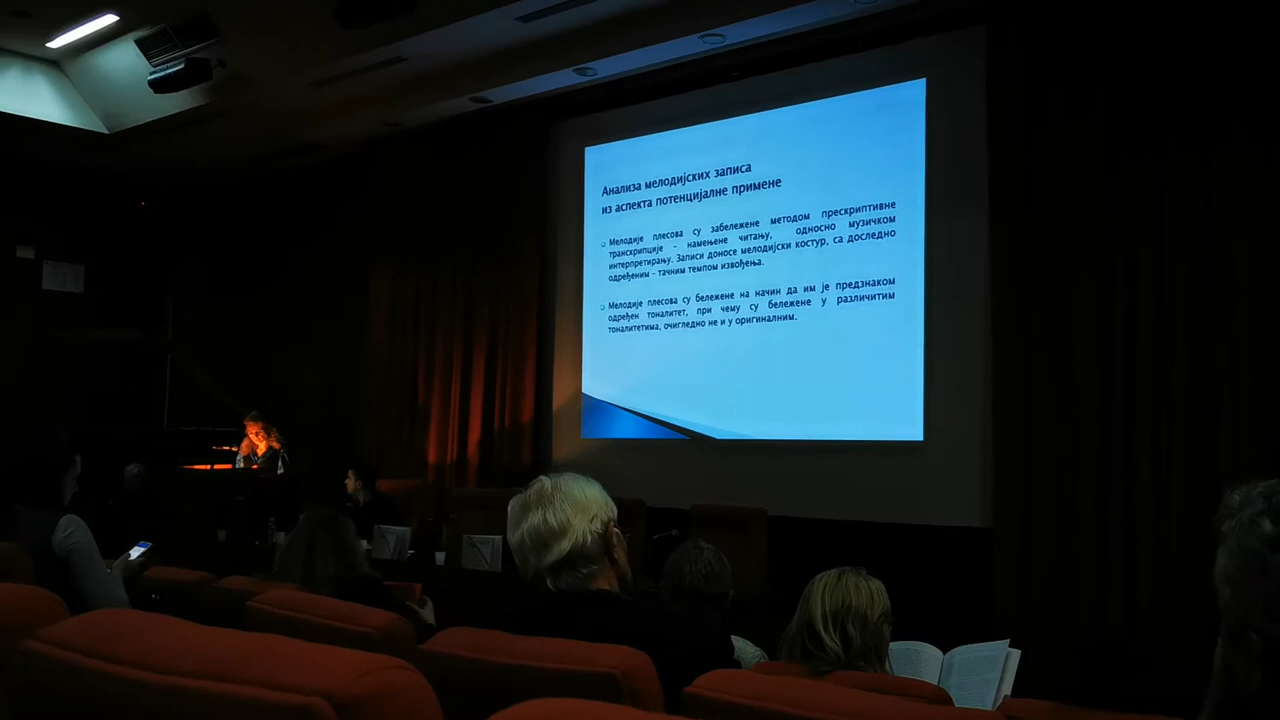 Анализа мелодијских записа
из аспекта потенцијалне примене
Мелодије плесова су забележене методом прескриптивне
транскрипције – намењене читању, односно музичком
интерпретирању. Записи доносе мелодијски костур, са доследно
одређеним – тачним темпом извођења.
Мелодије плесова су бележене на начин да им је предзнаком
одређен тоналитет, при чему су бележене у различитим
тоналитетима, очигледно не и у оригиналним.